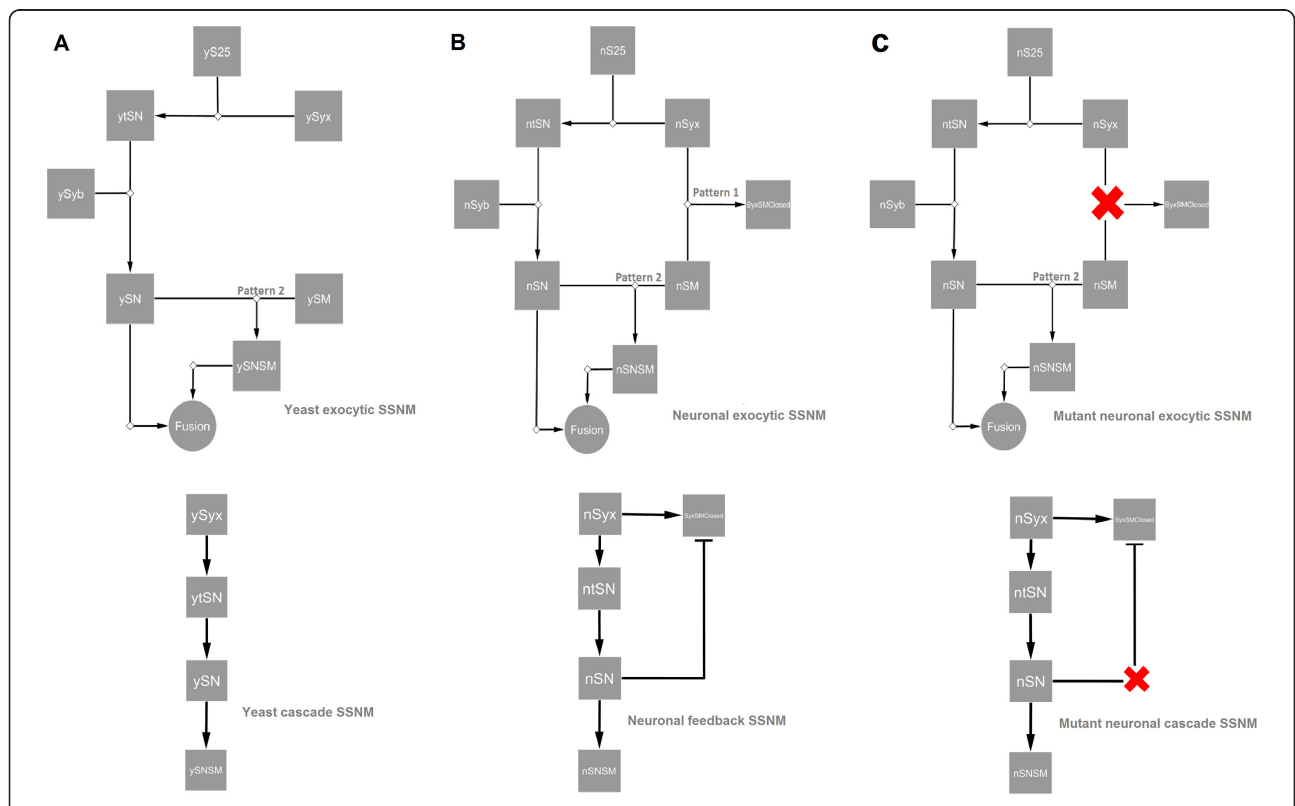 A
yS25
ytSN
ySyx
ySyb
ySN
Pattern 2
ySM
ySNSM
Fusion
Yeast exocytic SSNM
ySyx
ytSN
ySN
Yeast cascade SSNM
ySNSM
B
nS25
ntSN
nSyx
nSyb
Pattern 1
SyxSMClosed
nSN
Pattern 2
nSM
nSNSM
Fusion
Neuronal exocytic SSNM
nSyx
SyxSMClosed
ntSN
nSN
Neuronal feedback SSNM
nSNSM
C
nS25
ntSN
nSyx
nSyb
SyxSMClosed
nSN
Pattern 2
nSM
nSNSM
Fusion
Mutant neuronal exocytic SSNM
nSyx
SyxSMClosed
ntSN
nSN
Mutant neuronal cascade SSNM
nSNSM